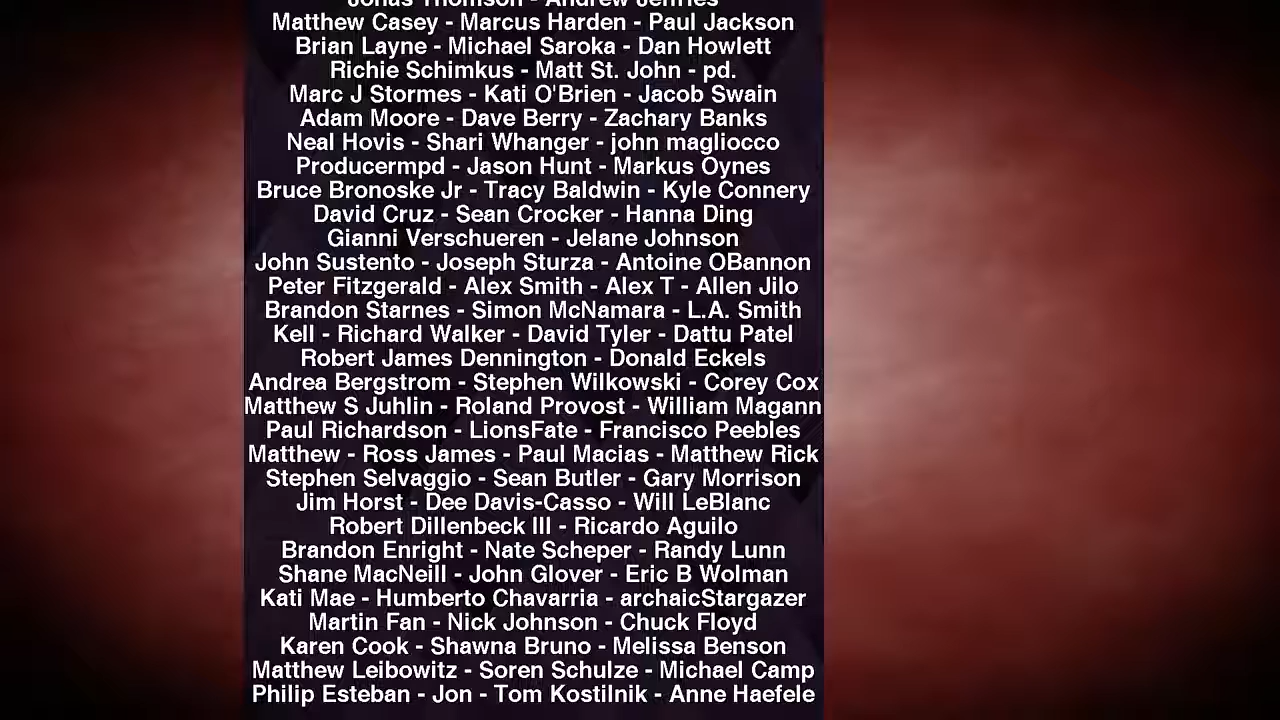 Jonas Thomson - Andrew Jeffries
Matthew Casey - Marcus Harden - Paul Jackson
Brian Layne - Michael Saroka - Dan Howlett
Richie Schimkus - Matt St. John - pd.
Marc J Stormes - Kati O'Brien - Jacob Swain
Adam Moore - Dave Berry - Zachary Banks
Neal Hovis - Shari Whanger - john magliocco
Producermpd - Jason Hunt - Markus Oynes
Bruce Bronoske Jr - Tracy Baldwin - Kyle Connery
David Cruz - Sean Crocker - Hanna Ding
Gianni Verschueren - Jelane Johnson
John Sustento - Joseph Sturza - Antoine OBannon
Peter Fitzgerald - Alex Smith - Alex T - Allen Jilo
Brandon Starnes - Simon McNamara - L.A. Smith
Kell - Richard Walker - David Tyler - Dattu Patel
Robert James Dennington - Donald Eckels
Andrea Bergstrom - Stephen Wilkowski - Corey Cox
Matthew S Juhlin - Roland Provost - William Magann
Paul Richardson - LionsFate - Francisco Peebles
Matthew - Ross James - Paul Macias - Matthew Rick
Stephen Selvaggio - Sean Butler - Gary Morrison
Jim Horst - Dee Davis-Casso - Will LeBlanc
Robert Dillenbeck III - Ricardo Aguilo
Brandon Enright - Nate Scheper - Randy Lunn
Shane MacNeill - John Glover - Eric B Wolman
Kati Mae - Humberto Chavarria - archaicStargazer
Martin Fan - Nick Johnson - Chuck Floyd
Karen Cook - Shawna Bruno - Melissa Benson
Matthew Leibowitz - Soren Schulze - Michael Camp
Philip Esteban - Jon - Tom Kostilnik - Anne Haefele